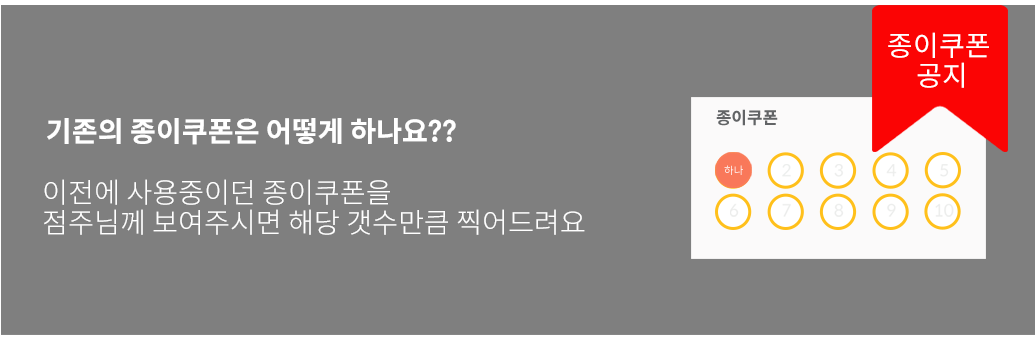 종이쿠폰
공지
기존의 종이쿠폰은 어떻게 하나요??
이전에 사용중이던 종이쿠폰을
점주님께 보여주시면 해당 갯수만큼 찍어드려요
종이쿠폰
하나 2 3 4 5
6 7 8 9 10